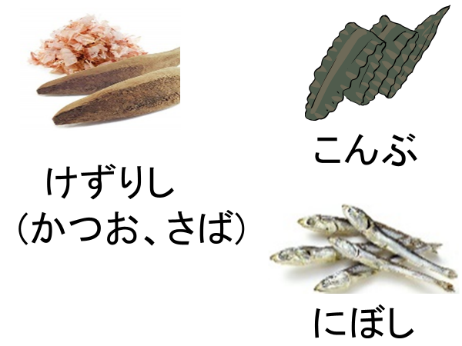 けずりし
（かつお、さば）
こんぶ
にぼし